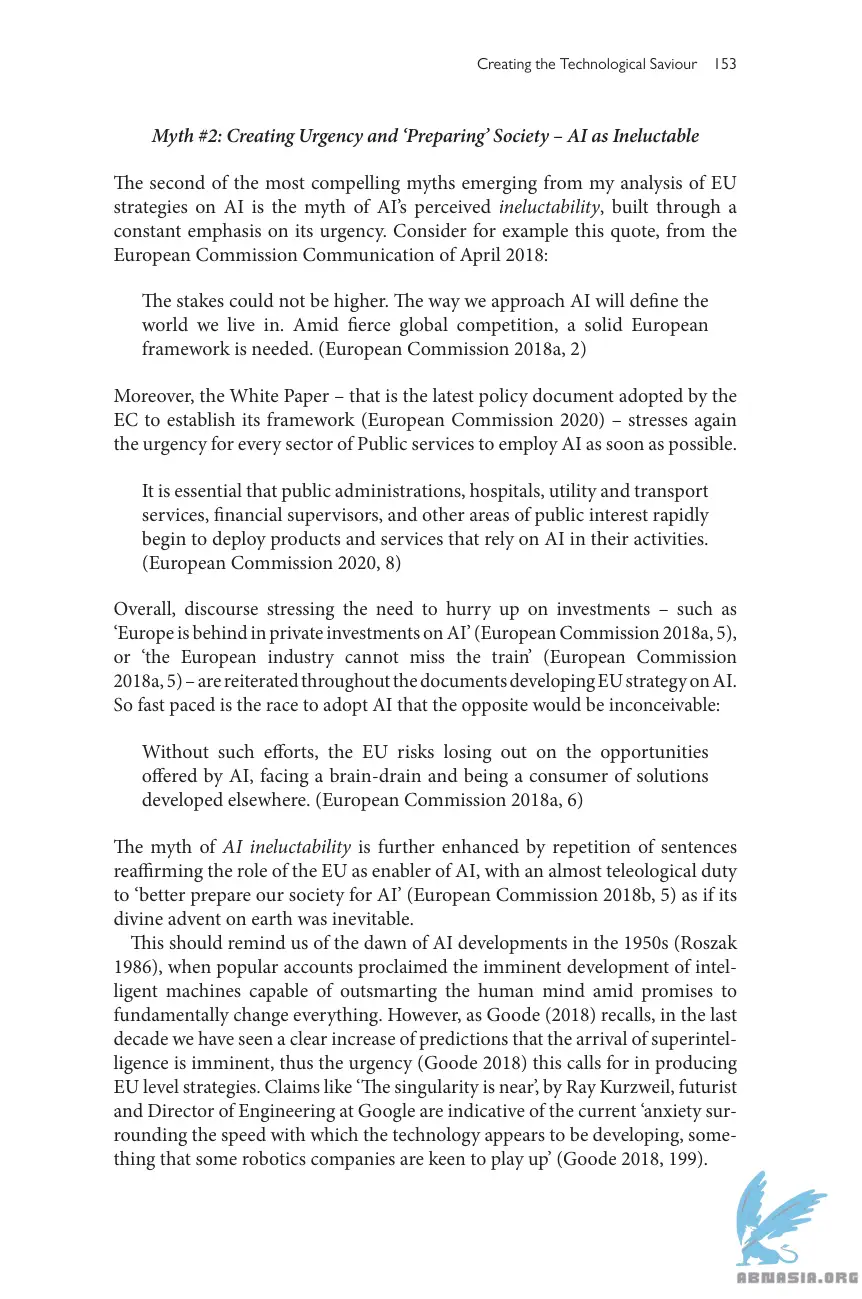 Creating the Technological Saviour 153
Myth #2: Creating Urgency and ‘Preparing’ Society – AI as Ineluctable
The second of the most compelling myths emerging from my analysis of EU
strategies on AI is the myth of AI’s perceived ineluctability, built through a
constant emphasis on its urgency. Consider for example this quote, from the
European Commission Communication of April 2018:
The stakes could not be higher. The way we approach AI will define the
world we live in. Amid fierce global competition, a solid European
framework is needed. (European Commission 2018a, 2)
Moreover, the White Paper – that is the latest policy document adopted by the
EC to establish its framework (European Commission 2020) – stresses again
the urgency for every sector of Public services to employ AI as soon as possible.
It is essential that public administrations, hospitals, utility and transport
services, financial supervisors, and other areas of public interest rapidly
begin to deploy products and services that rely on AI in their activities.
(European Commission 2020, 8)
Overall, discourse stressing the need to hurry up on investments – such as
‘Europe is behind in private investments on AI’ (European Commission 2018a, 5),
or ‘the European industry cannot miss the train’ (European Commission
2018a, 5) – are reiterated throughout the documents developing EU strategy on AI.
So fast paced is the race to adopt AI that the opposite would be inconceivable:
Without such efforts, the EU risks losing out on the opportunities
offered by AI, facing a brain-drain and being a consumer of solutions
developed elsewhere. (European Commission 2018a, 6)
The myth of AI ineluctability is further enhanced by repetition of sentences
reaffirming the role of the EU as enabler of AI, with an almost teleological duty
to ‘better prepare our society for AI’ (European Commission 2018b, 5) as if its
divine advent on earth was inevitable.
This should remind us of the dawn of AI developments in the 1950s (Roszak
1986), when popular accounts proclaimed the imminent development of intel-
ligent machines capable of outsmarting the human mind amid promises to
fundamentally change everything. However, as Goode (2018) recalls, in the last
decade we have seen a clear increase of predictions that the arrival of superintel-
ligence is imminent, thus the urgency (Goode 2018) this calls for in producing
EU level strategies. Claims like ‘The singularity is near’, by Ray Kurzweil, futurist
and Director of Engineering at Google are indicative of the current ‘anxiety sur-
rounding the speed with which the technology appears to be developing, some-
thing that some robotics companies are keen to play up’ (Goode 2018, 199).
ABNASIA.ORG